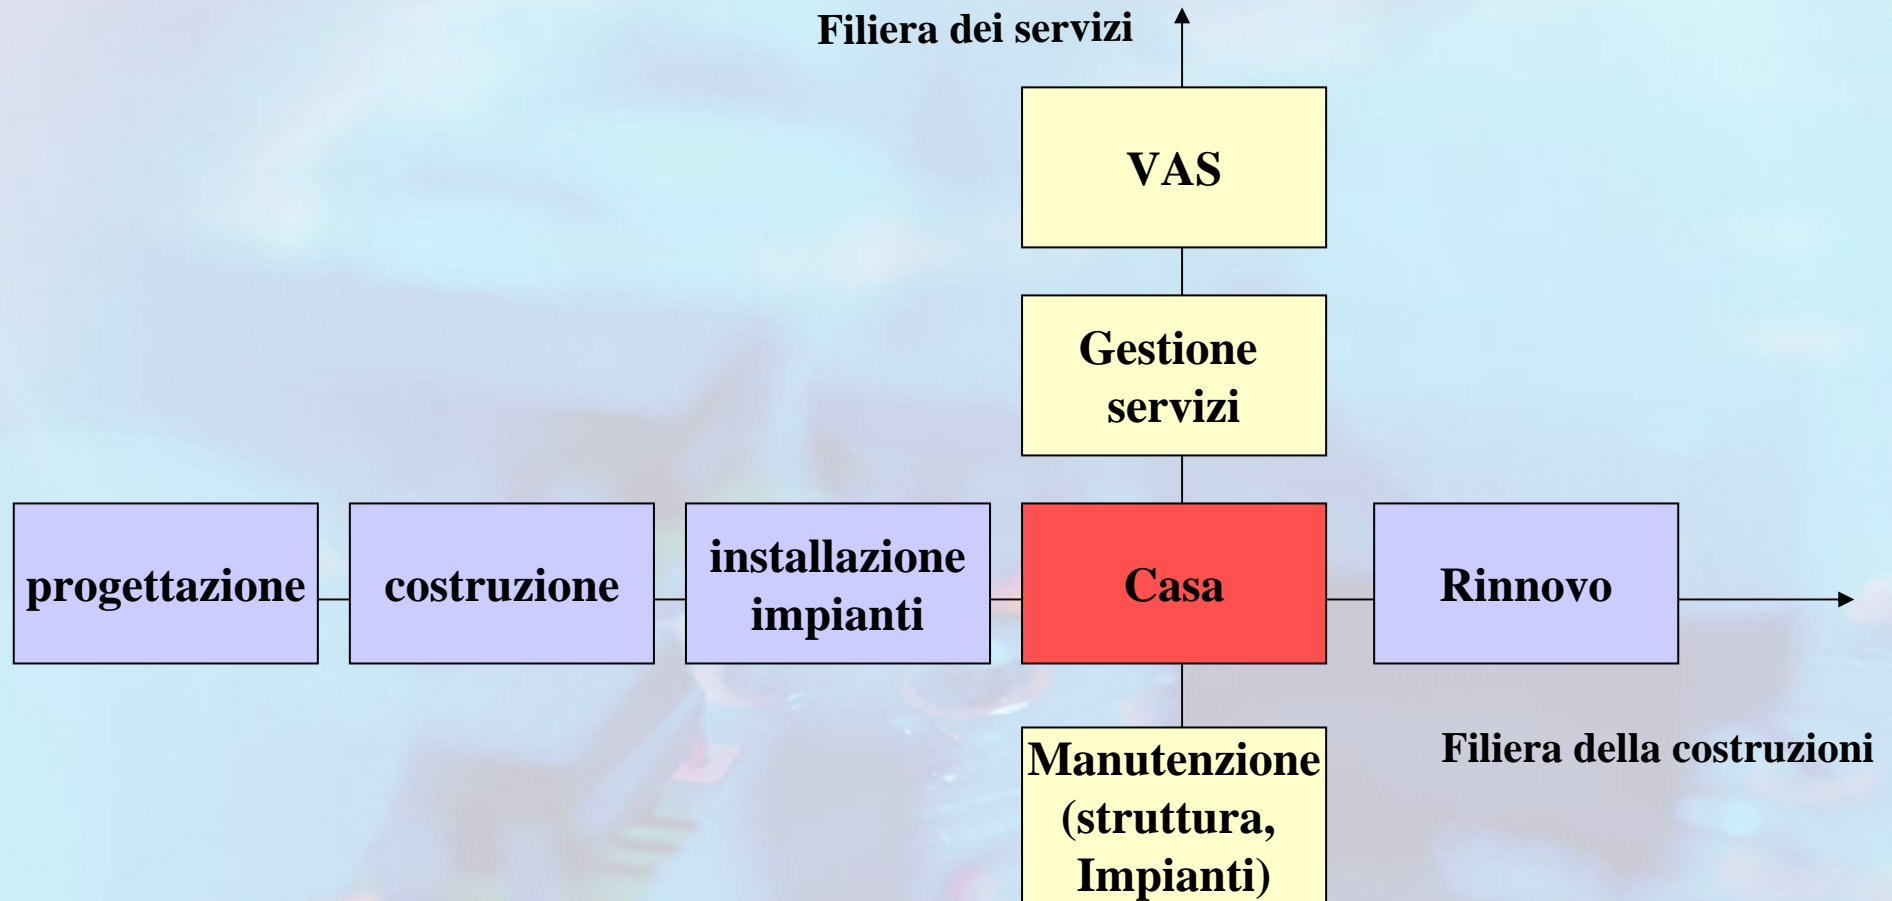 Filiera dei servizi
VAS
Gestione
servizi
progettazione
costruzione
installazione
impianti
Casa
Rinnovo
Manutenzione
(struttura,
Impianti)
Filiera della costruzioni